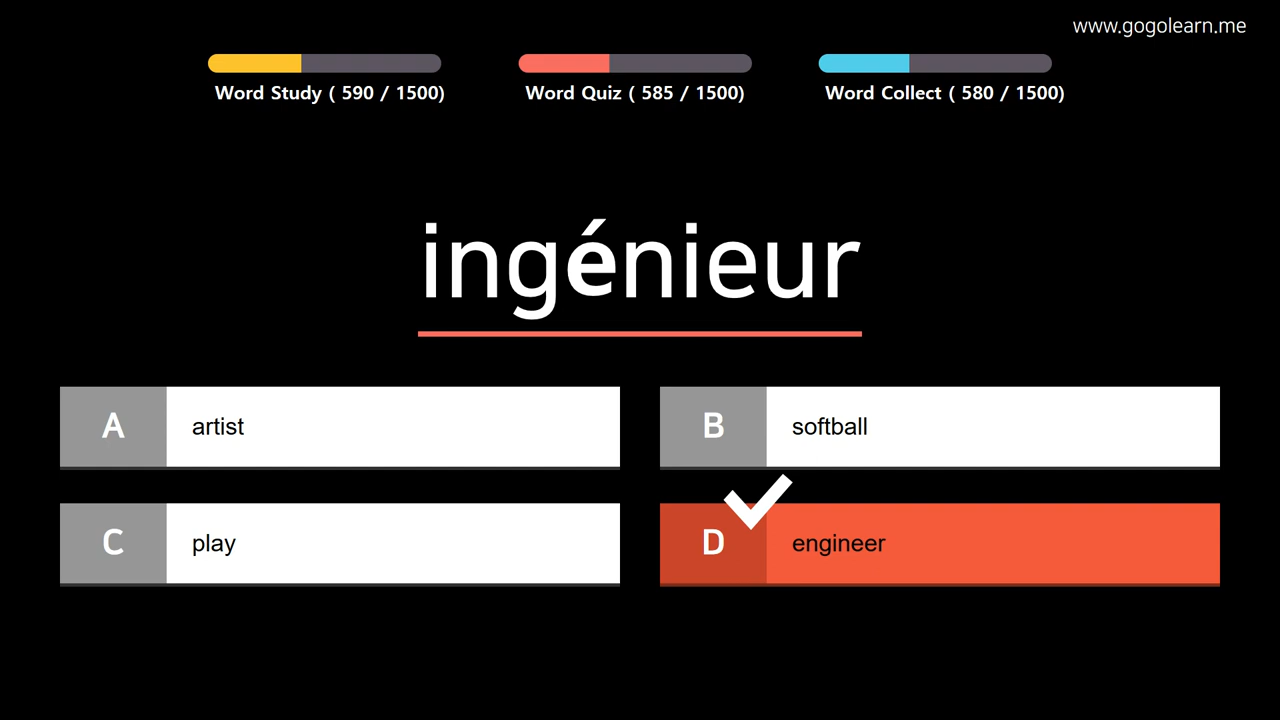 www.gogolearn.me
Word Study ( 590 / 1500)
Word Quiz ( 585 / 1500)
Word Collect ( 580 / 1500)
ingénieur
A artist
B softball
C play
D engineer